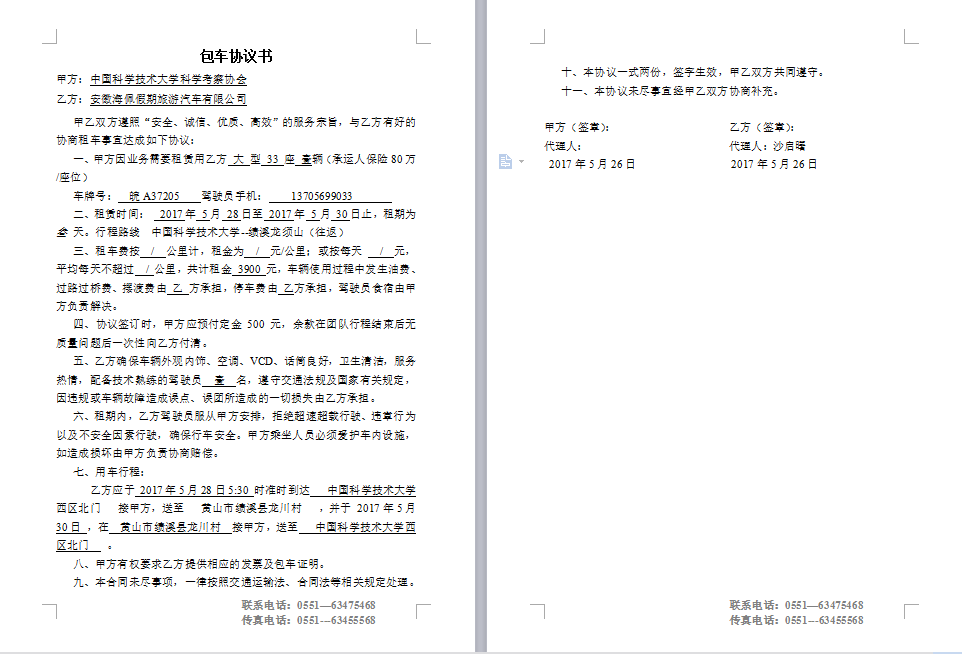 包车协议书
甲方：中国科学技术大学科学考察协会
乙方：安徽海佩假期旅游汽车有限公司
甲乙双方遵照“安全、诚信、优质、高效”的服务宗旨，与乙方有好的
协商租车事宜达成如下协议：
一、甲方因业务需要租赁用乙方 大 型 33 座 壹辆（承运人保险 80 万
/座位）
车牌号： 皖 A37205 驾驶员手机： 13705699033
二、租赁时间： 2017 年 5 月 28 日至 2017 年 5 月 30 日止，租期为
叁 天。行程路线 中国科学技术大学--绩溪龙须山（往返）
三、租车费按 / 公里计，租金为 / 元/公里；或按每天 / 元，
平均每天不超过 / 公里，共计租金 3900 元，车辆使用过程中发生油费、
过路过桥费、摆渡费由 乙 方承担，停车费由 乙方承担，驾驶员食宿由甲
方负责解决。
四、协议签订时，甲方应预付定金 500 元，余款在团队行程结束后无
质量问题后一次性向乙方付清。
五、乙方确保车辆外观内饰、空调、VCD、话筒良好，卫生清洁，服务
热情，配备技术熟练的驾驶员 壹 名，遵守交通法规及国家有关规定，
因违规或车辆故障造成误点、误团所造成的一切损失由乙方承担。
六、租期内，乙方驾驶员服从甲方安排，拒绝超速超载行驶、违章行为
以及不安全因素行驶，确保行车安全。甲方乘坐人员必须爱护车内设施，
如造成损坏由甲方负责协商赔偿。
七、用车行程：
乙方应于 2017 年 5 月 28 日 5:30 时准时到达 中国科学技术大学
西区北门 接甲方，送至 黄山市绩溪县龙川村 ，并于 2017 年 5 月
30 日 ，在 黄山市绩溪县龙川村 接甲方，送至 中国科学技术大学西
区北门 。
八、甲方有权要求乙方提供相应的发票及包车证明。
九、本合同未尽事项，一律按照交通运输法、合同法等相关规定处理。
联系电话：0551—63475468
传真电话：0551---63455568
十、本协议一式两份，签字生效，甲乙双方共同遵守。
十一、本协议未尽事宜经甲乙双方协商补充。
甲方（签章）： 乙方（签章）：
代理人： 代理人：沙启曙
2017 年 5 月 26 日 2017 年 5 月 26 日
联系电话：0551—63475468
传真电话：0551---63455568